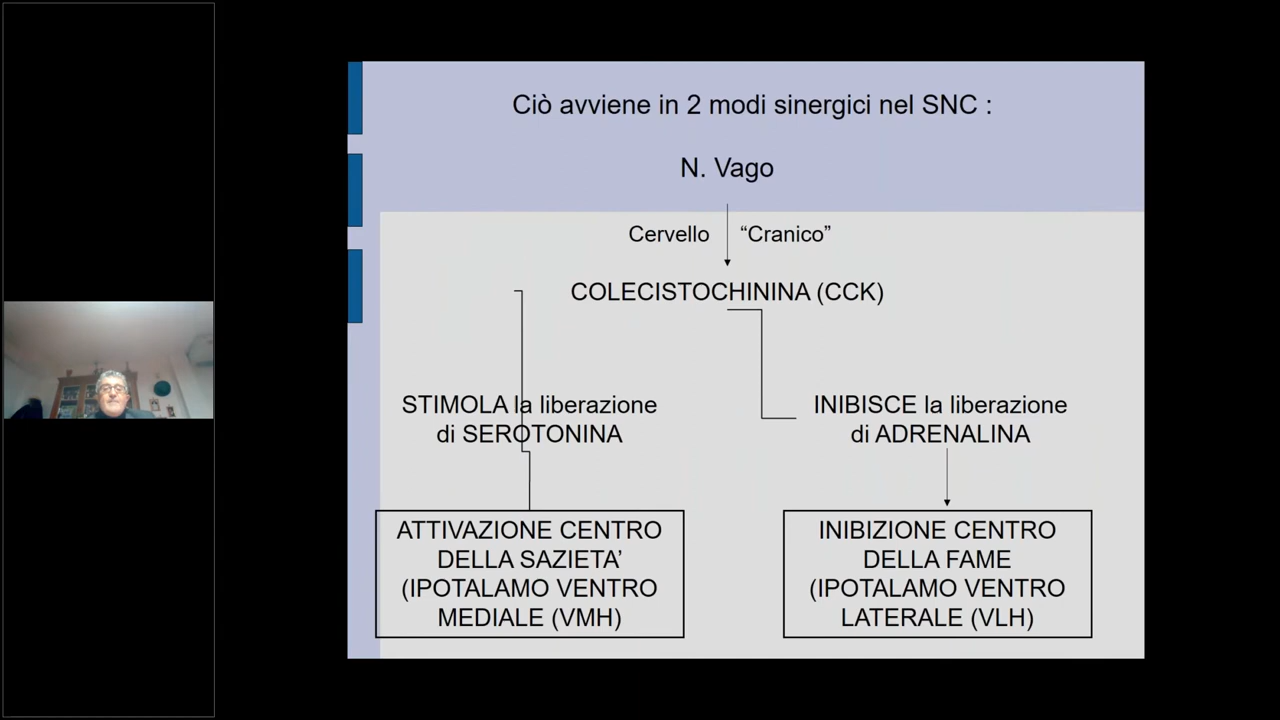 Ciò avviene in 2 modi sinergici nel SNC :
N. Vago
Cervello “Cranico”
COLECISTOCHININA (CCK)
STIMOLA la liberazione
di SEROTONINA
INIBISCE la liberazione
di ADRENALINA
ATTIVAZIONE CENTRO
DELLA SAZIETA’
(IPOTALAMO VENTRO
MEDIALE (VMH)
INIBIZIONE CENTRO
DELLA FAME
(IPOTALAMO VENTRO
LATERALE (VLH)